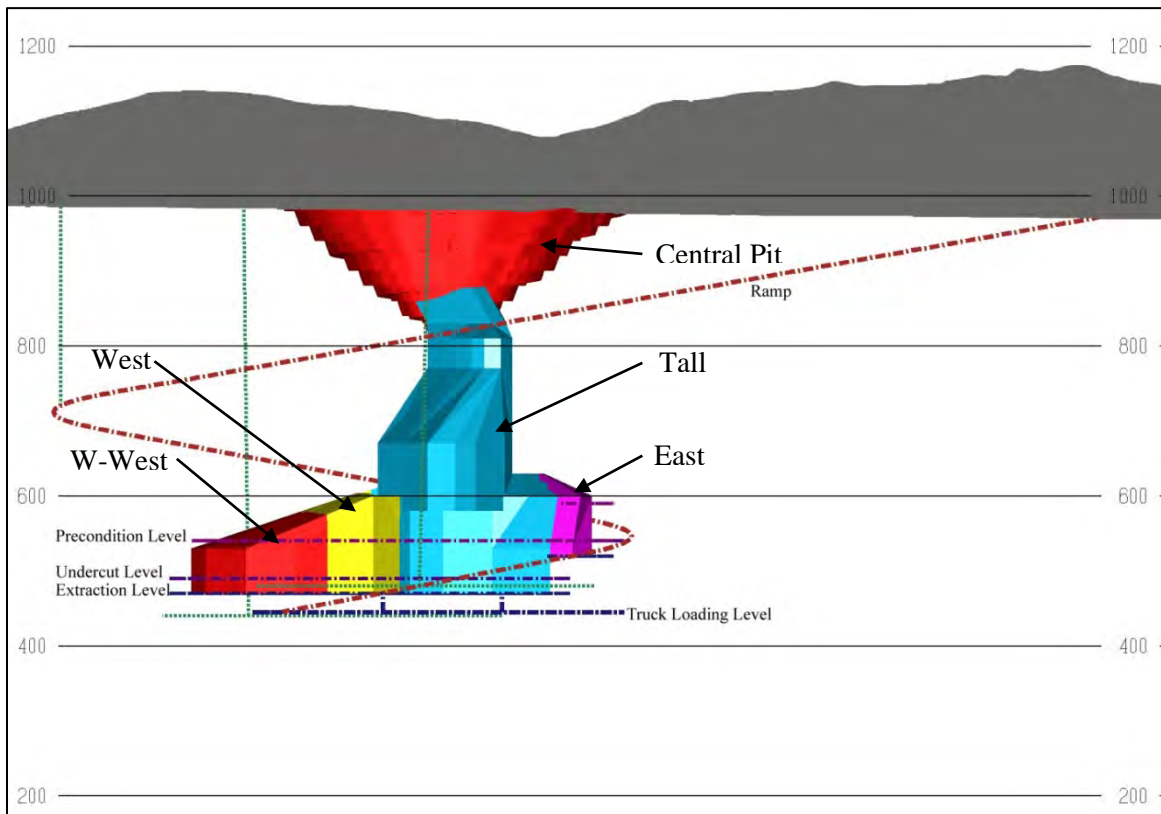 1200 1200
1000 1000
Central Pit
Ramp
800 800
West
Tall
W-West
East
600 600
Precondition Level
Undercut Level
Extraction Level
Truck Loading Level
400 400
200 200